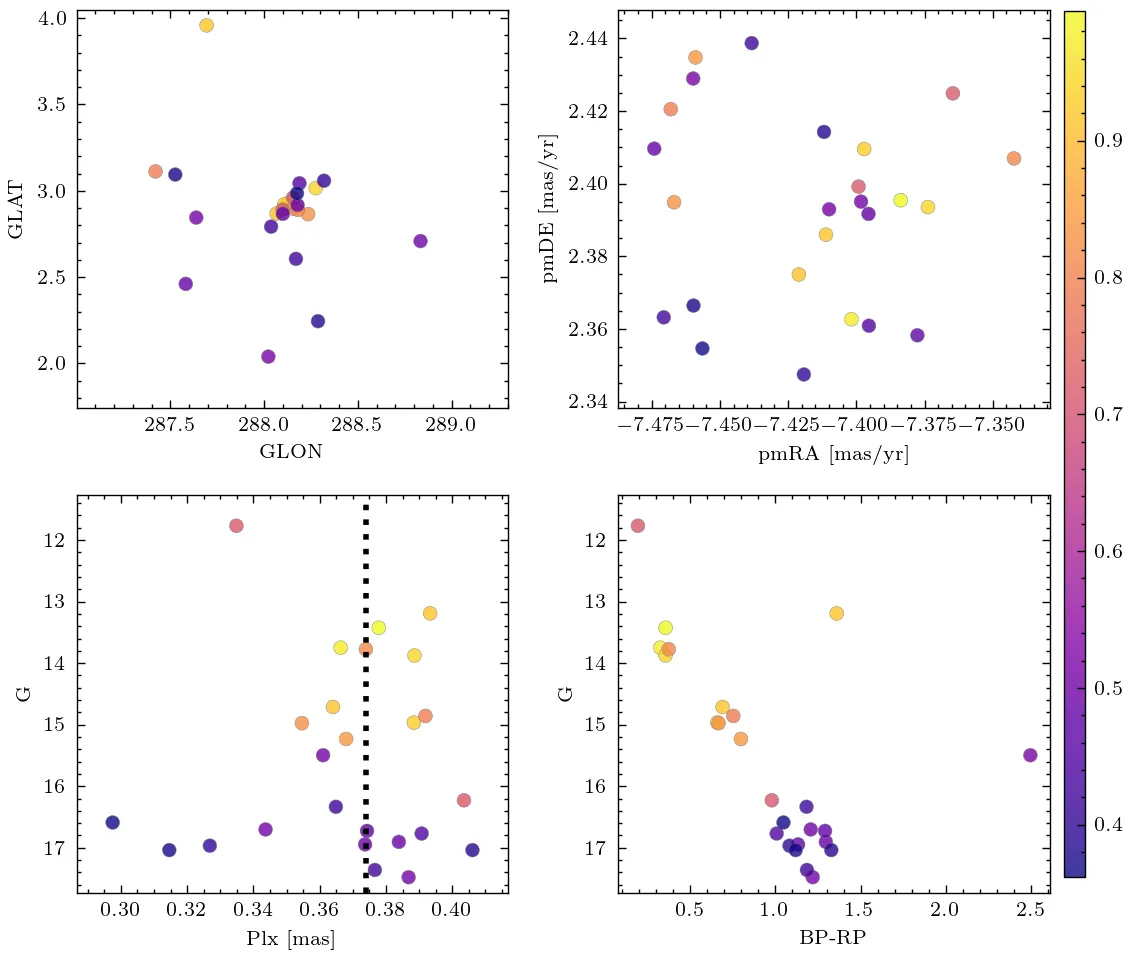 4.0
3.5
3.0
2.5
2.0
GLAT
287.5 288.0 288.5 289.0
GLON
2.44
2.42
2.40
2.38
2.36
2.34
pmDE [mas/yr]
−7.475 −7.450 −7.425 −7.400 −7.375 −7.350
pmRA [mas/yr]
0.9
0.8
0.7
0.6
0.5
0.4
12
13
14
15
16
17
G
0.30 0.32 0.34 0.36 0.38 0.40
Plx [mas]
12
13
14
15
16
17
G
0.5 1.0 1.5 2.0 2.5
BP-RP